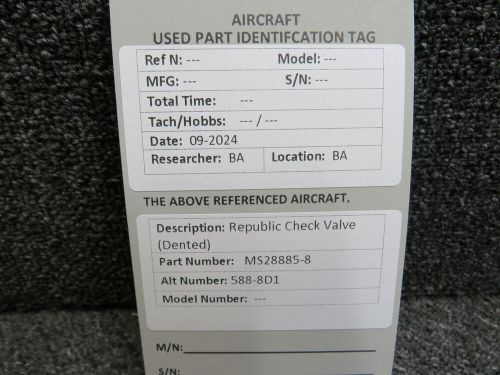 AIRCRAFT
USED PART IDENTIFCATION TAG
Ref N: --- Model: ---
MFG: --- S/N: ---
Total Time: ---
Tach/Hobbs: --- / ---
Date: 09-2024
Researcher: BA Location: BA
THE ABOVE REFERENCED AIRCRAFT.
Description: Republic Check Valve
(Dented)
Part Number: MS28885-8
Alt Number: 588-8D1
Model Number: ---
M/N:
S/N: